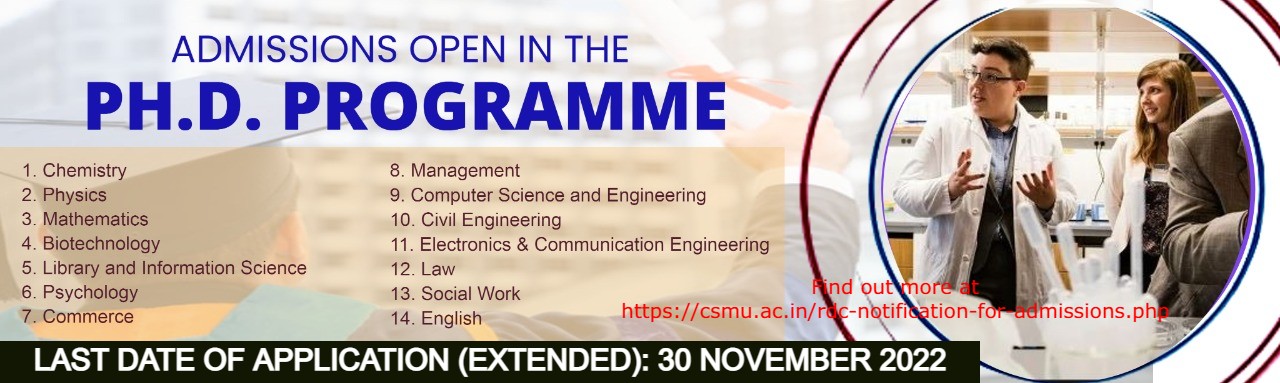 ADMISSIONS OPEN IN THE
PH.D. PROGRAMME
1. Chemistry
2. Physics
3. Mathematics
4. Biotechnology
5. Library and Information Science
6. Psychology
7. Commerce
8. Management
9. Computer Science and Engineering
10. Civil Engineering
11. Electronics & Communication Engineering
12. Law
13. Social Work
14. English
Find out more at
https://csmu.ac.in/rdc-notification-for-admissions.php
LAST DATE OF APPLICATION (EXTENDED): 30 NOVEMBER 2022